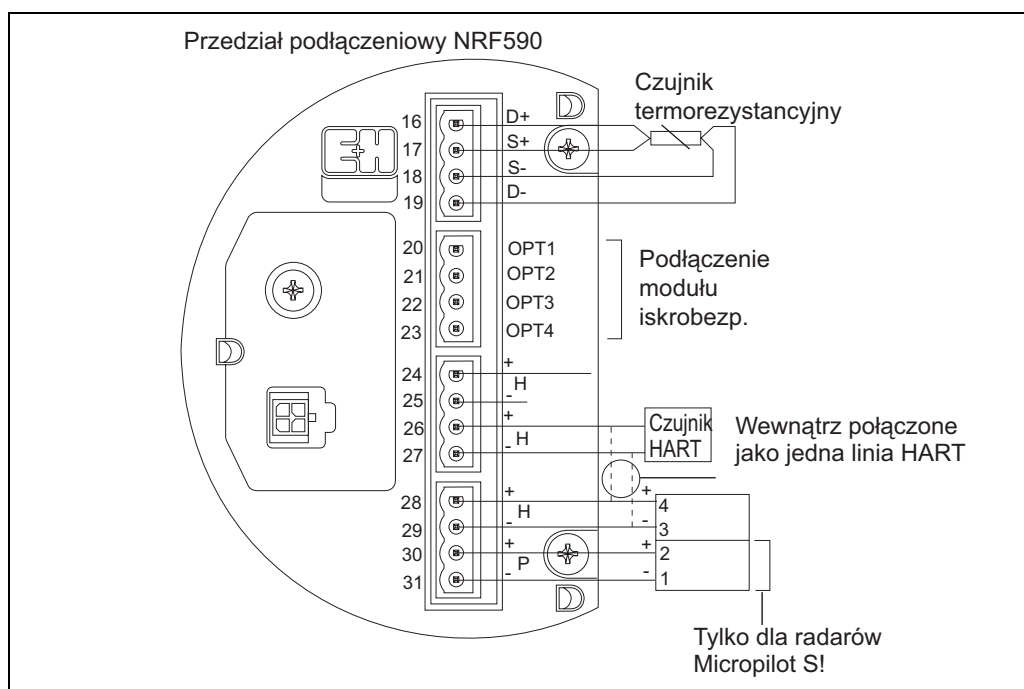 Przedział podłączeniowy NRF590
Czujnik
termorezystancyjny
16 D+
17 S+
18 S-
19 D-
20 OPT1
21 OPT2
22 OPT3
23 OPT4
Podłączenie
modułu
iskrobezp.
24 +
H
25 -
26 +
H
27 -
Czujnik
HART
Wewnątrz połączone
jako jedna linia HART
28 + + 4
H
29 - - 3
30 + + 2
P
31 - - 1
Tylko dla radarów
Micropilot S!